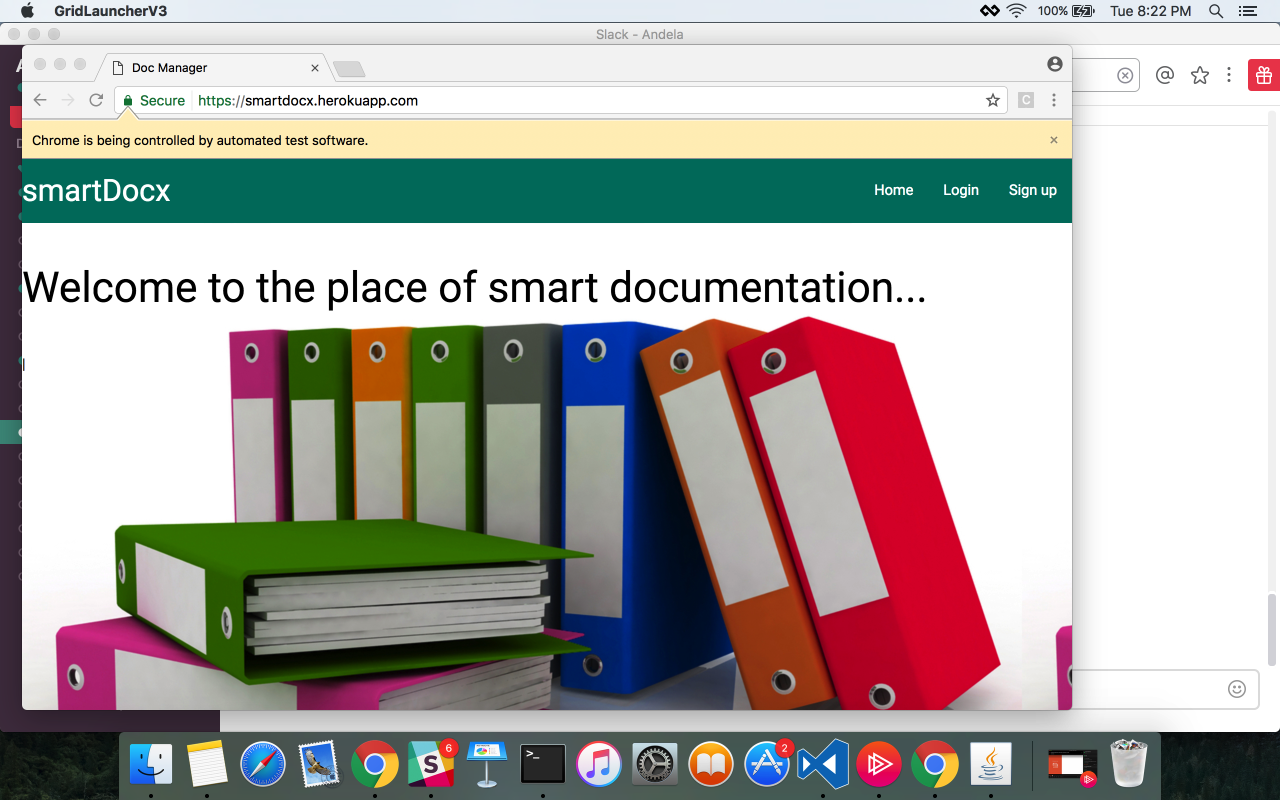 GridLauncherV3
100%
Tue 8:22 PM
Slack - Andela
Doc Manager
Secure
https://smartdocx.herokuapp.com
C
Chrome is being controlled by automated test software.
smartDocx
Home
Login
Sign up
Welcome to the place of smart documentation...
6
S
>_
2